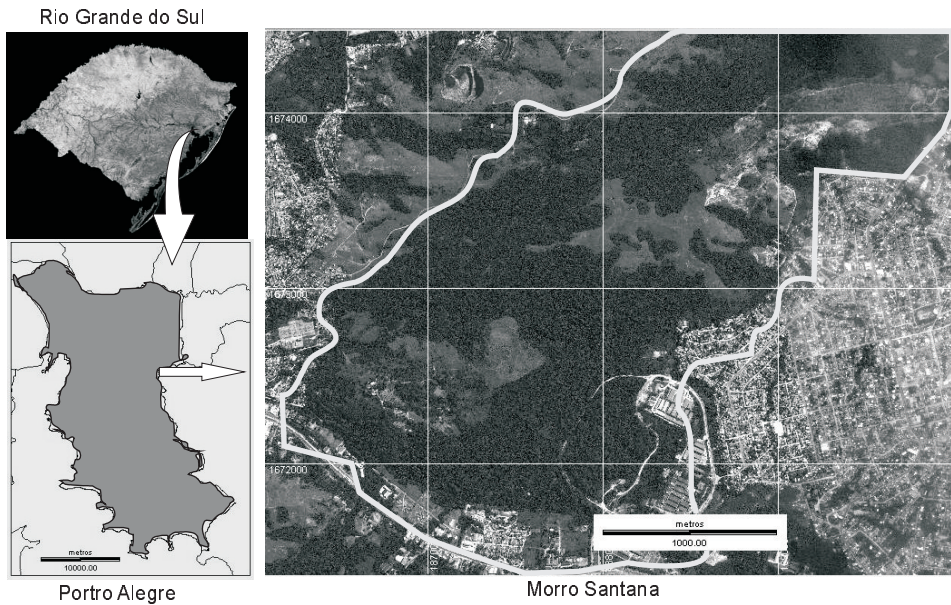 Rio Grande do Sul
1674000
1673000
1672000
metros
1000.00
metros
10000.00
Portro Alegre
Morro Santana